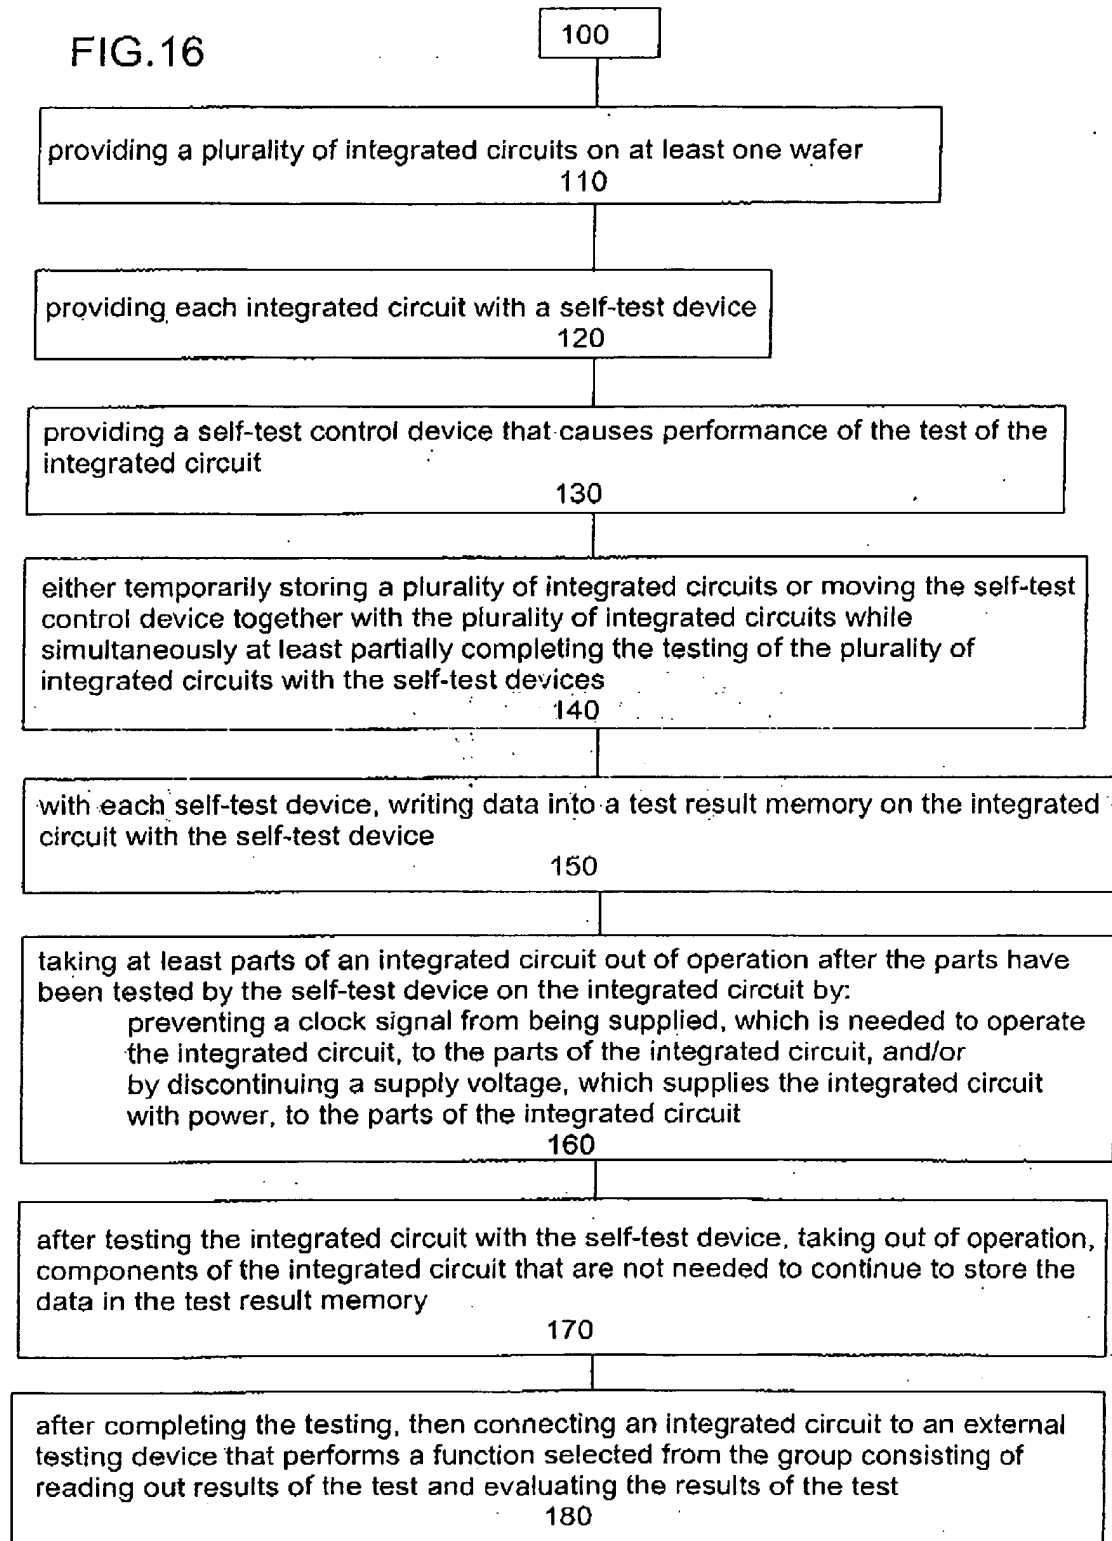 FIG.16
100
providing a plurality of integrated circuits on at least one wafer
110
providing each integrated circuit with a self-test device
120
providing a self-test control device that causes performance of the test of the
integrated circuit
130
either temporarily storing a plurality of integrated circuits or moving the self-test
control device together with the plurality of integrated circuits while
simultaneously at least partially completing the testing of the plurality of
integrated circuits with the self-test devices
140
with each self-test device, writing data into a test result memory on the integrated
circuit with the self-test device
150
taking at least parts of an integrated circuit out of operation after the parts have
been tested by the self-test device on the integrated circuit by:
preventing a clock signal from being supplied, which is needed to operate
the integrated circuit, to the parts of the integrated circuit, and/or
by discontinuing a supply voltage, which supplies the integrated circuit
with power, to the parts of the integrated circuit
160
after testing the integrated circuit with the self-test device, taking out of operation,
components of the integrated circuit that are not needed to continue to store the
data in the test result memory
170
after completing the testing, then connecting an integrated circuit to an external
testing device that performs a function selected from the group consisting of
reading out results of the test and evaluating the results of the test
180